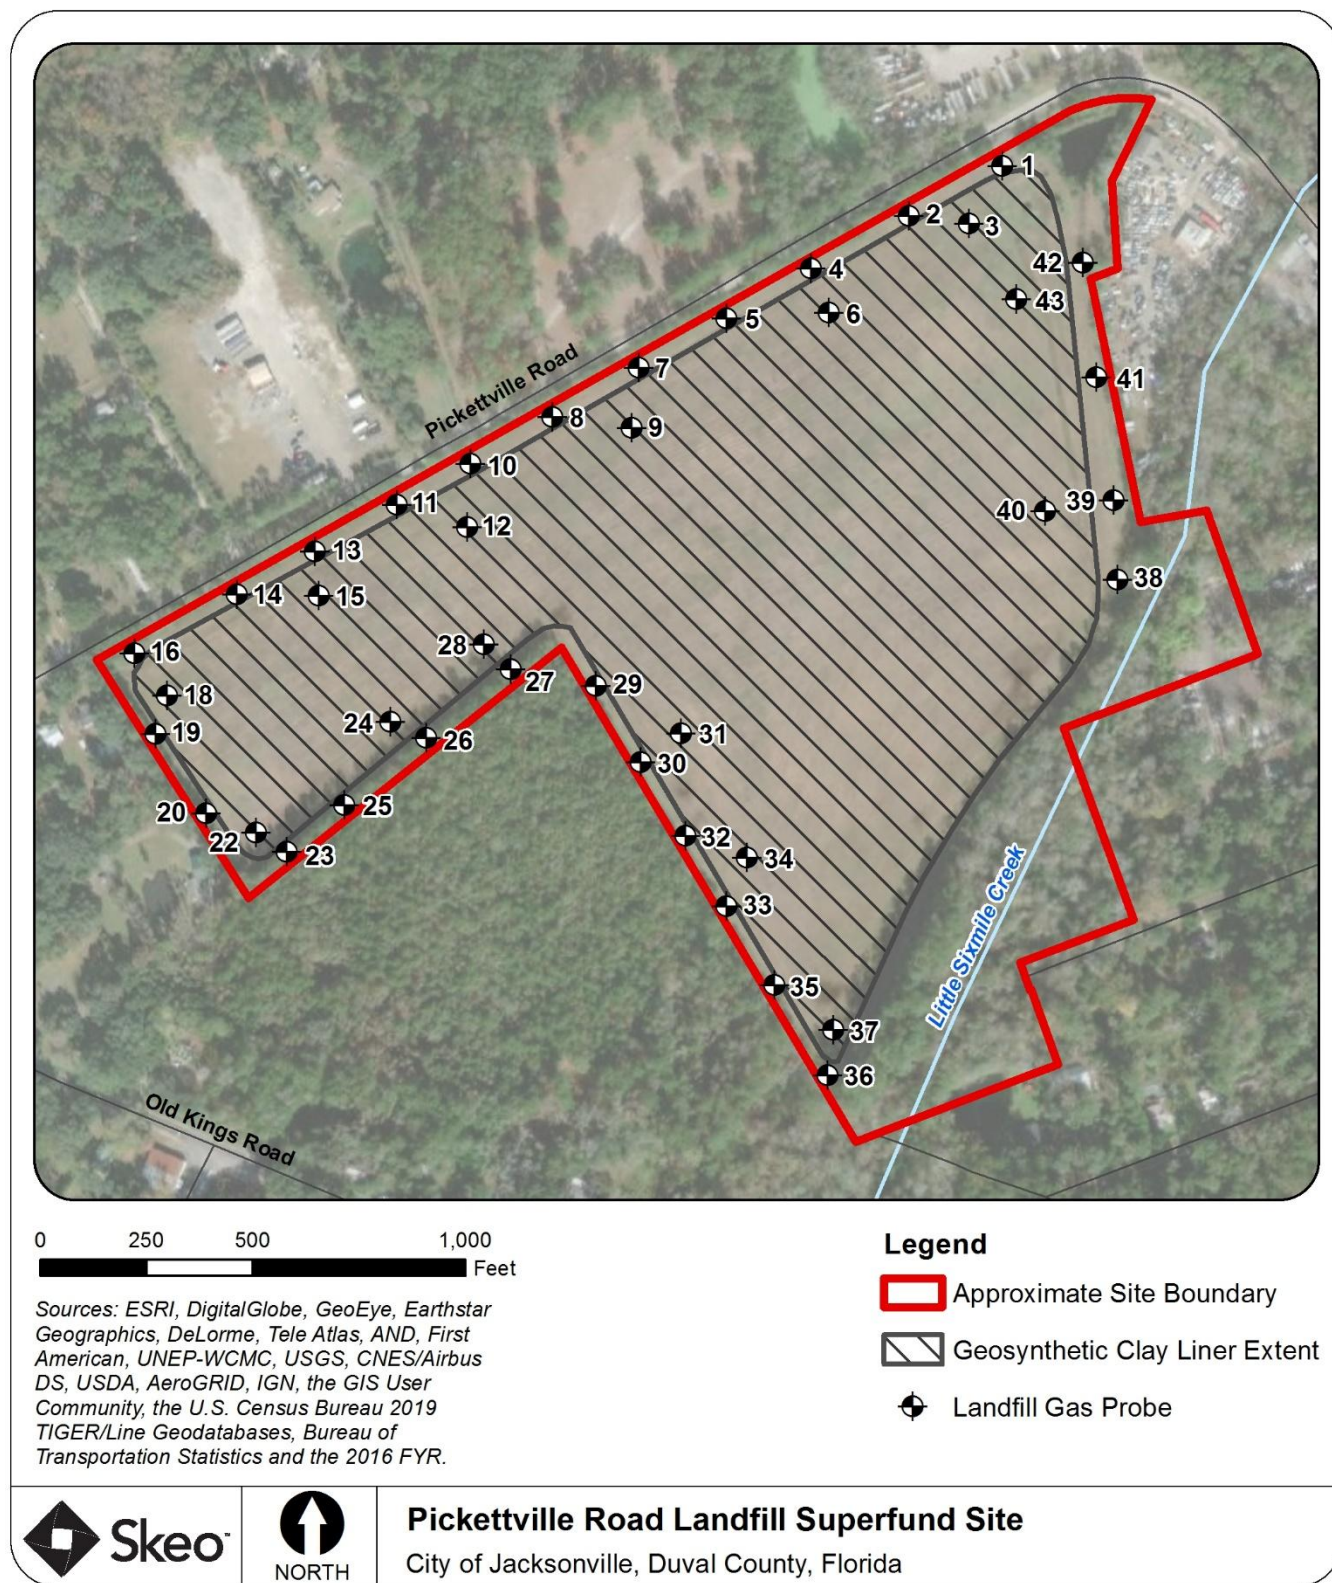 1
2
3
42
4
43
6
5
7
41
Pickettville Road
8
9
10
11
39
40
12
13
38
14
15
28
16
27
29
18
24
31
19
26
30
25
20
32
22
23
34
33
35
37
Little Sixmile Creek
36
Old Kings Road
0 250 500 1,000
Feet
Sources: ESRI, DigitalGlobe, GeoEye, Earthstar
Geographics, DeLorme, Tele Atlas, AND, First
American, UNEP-WCMC, USGS, CNES/Airbus
DS, USDA, AeroGRID, IGN, the GIS User
Community, the U.S. Census Bureau 2019
TIGER/Line Geodatabases, Bureau of
Transportation Statistics and the 2016 FYR.
Legend
Approximate Site Boundary
Geosynthetic Clay Liner Extent
Landfill Gas Probe
Skeo™
NORTH
Pickettville Road Landfill Superfund Site
City of Jacksonville, Duval County, Florida